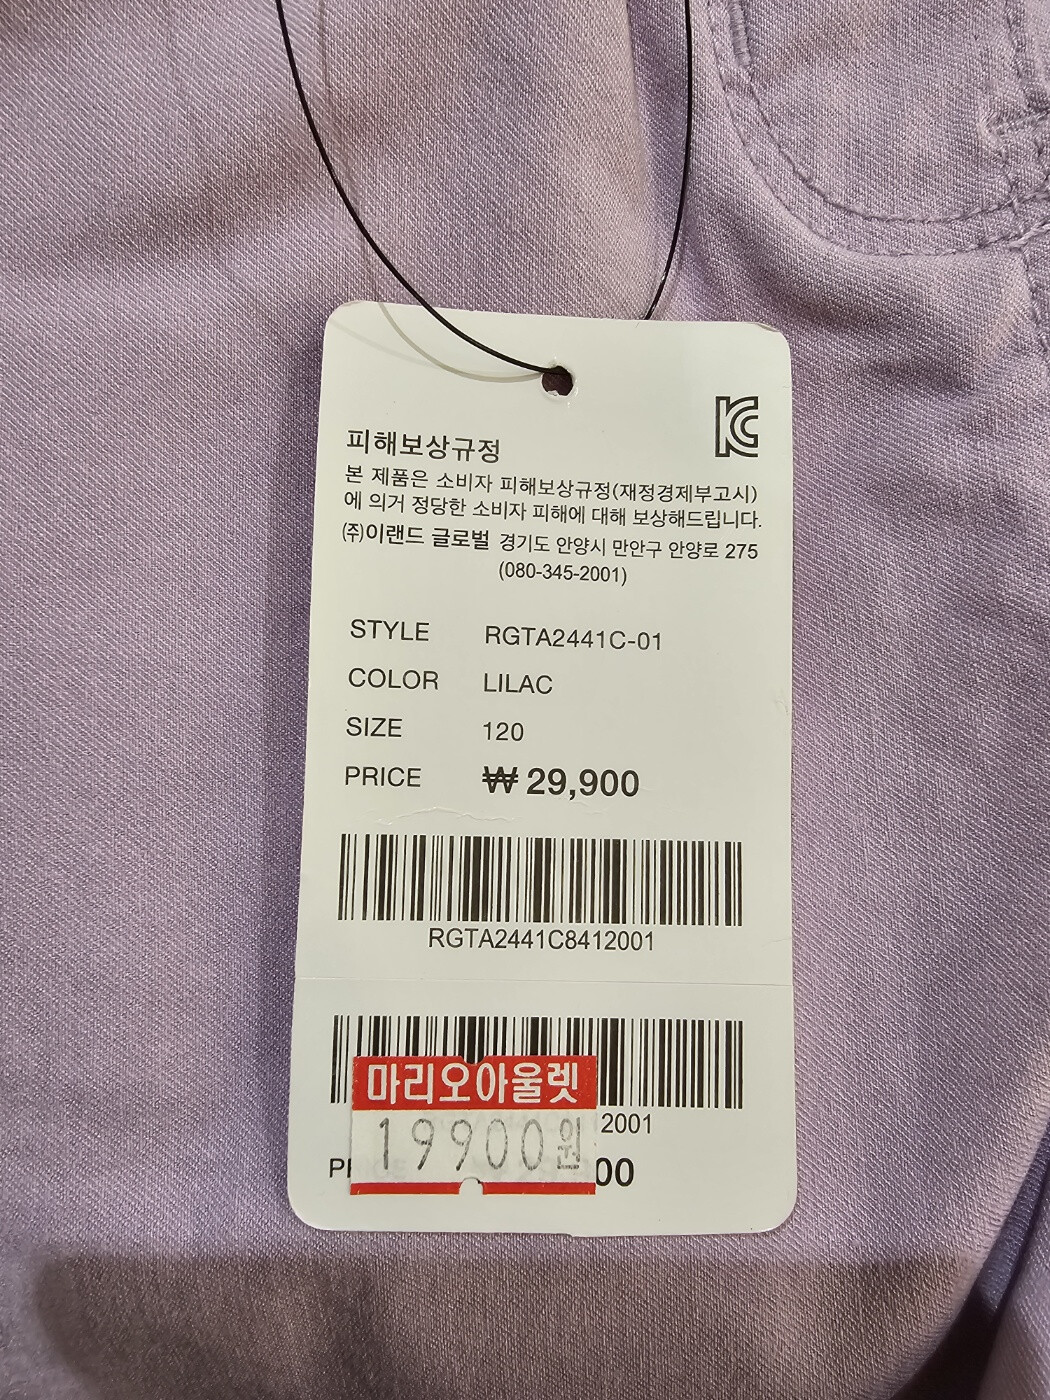 피해보상규정
본 제품은 소비자 피해보상규정(재정경제부고시)
에 의거 정당한 소비자 피해에 대해 보상해드립니다.
(주)이랜드 글로벌 경기도 안양시 만안구 안양로 275
(080-345-2001)
STYLE RGTA2441C-01
COLOR LILAC
SIZE 120
PRICE ₩ 29,900
RGTA2441C8412001
마리오아울렛
2001
19900원
00